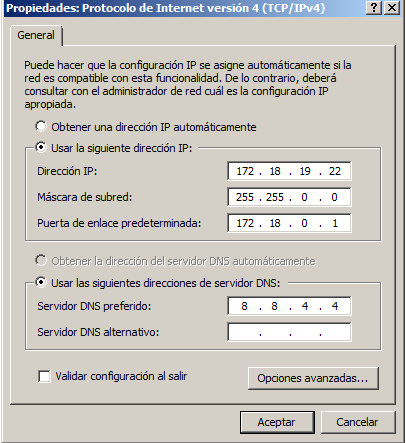 Propiedades: Protocolo de Internet versión 4 (TCP/IPv4)
General
Puede hacer que la configuración IP se asigne automáticamente si la
red es compatible con esta funcionalidad. De lo contrario, deberá
consultar con el administrador de red cuál es la configuración IP
apropiada.
Obtener una dirección IP automáticamente
Usar la siguiente dirección IP:
Dirección IP: 172 . 18 . 19 . 22
Máscara de subred: 255 . 255 . 0 . 0
Puerta de enlace predeterminada: 172 . 18 . 0 . 1
Obtener la dirección del servidor DNS automáticamente
Usar las siguientes direcciones de servidor DNS:
Servidor DNS preferido: 8 . 8 . 4 . 4
Servidor DNS alternativo: . . .
Validar configuración al salir
Opciones avanzadas...
Aceptar Cancelar